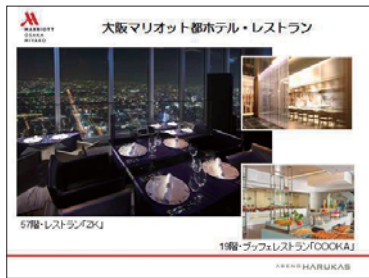 MARRIOTT
OSAKA
MIYAKO
大阪マリオット都ホテル・レストラン
57階・レストラン「ZK」
19階・ブッフェレストラン「COOKA」
ABENO HARUKAS